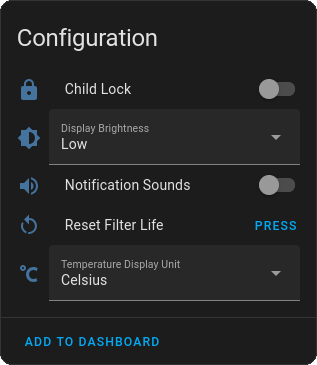 Configuration
Child Lock
Display Brightness
Low
Notification Sounds
Reset Filter Life PRESS
Temperature Display Unit
Celsius
ADD TO DASHBOARD